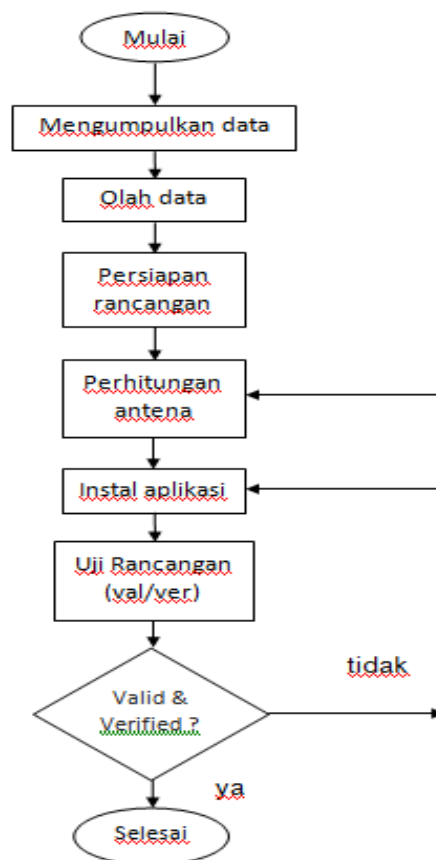 Mulai
Mengumpulkan data
Olah data
Persiapan
rancangan
Perhitungan
antena
Instal aplikasi
Uji Rancangan
(val/ver)
Valid &
Verified ?
tidak
ya
Selesai